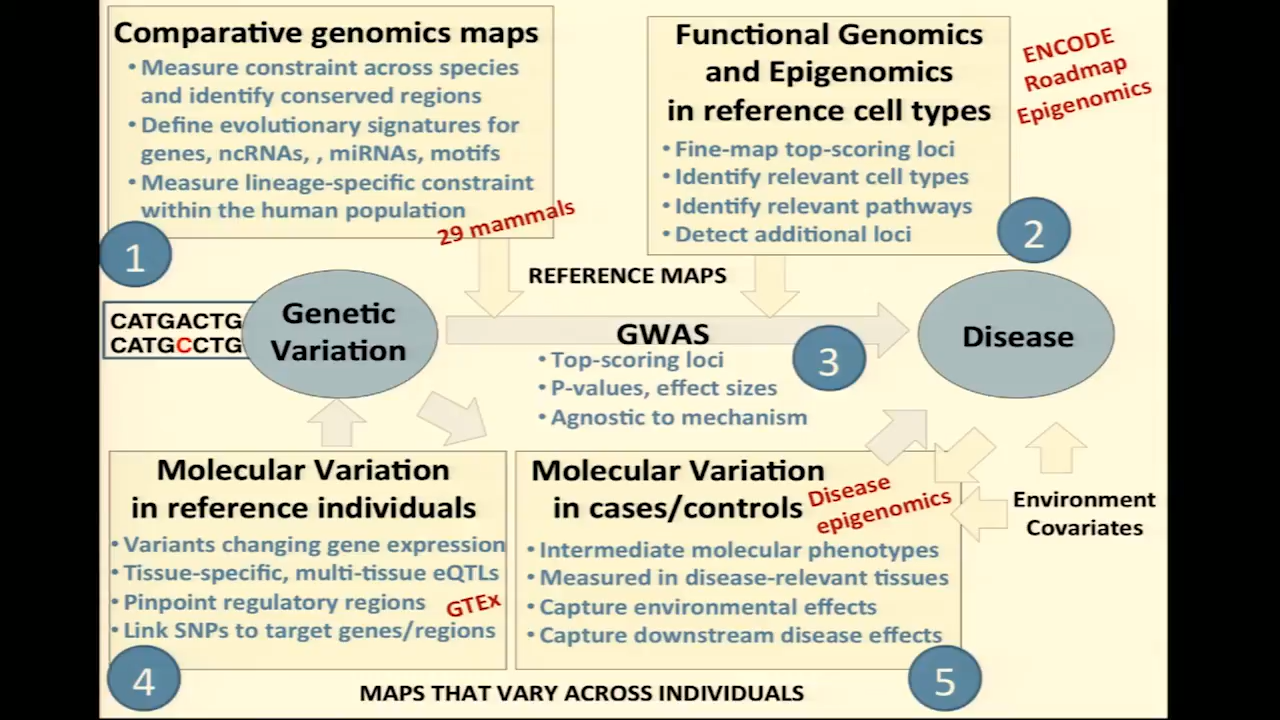 Comparative genomics maps
• Measure constraint across species
and identify conserved regions
• Define evolutionary signatures for
genes, ncRNAs, , miRNAs, motifs
• Measure lineage-specific constraint
within the human population
29 mammals
1
Functional Genomics
and Epigenomics
in reference cell types
• Fine-map top-scoring loci
• Identify relevant cell types
• Identify relevant pathways
• Detect additional loci
ENCODE
Roadmap
Epigenomics
2
REFERENCE MAPS
CATGACTG
CATGCCTG
Genetic
Variation
GWAS
• Top-scoring loci
• P-values, effect sizes
• Agnostic to mechanism
3
Disease
Molecular Variation
in reference individuals
• Variants changing gene expression
• Tissue-specific, multi-tissue eQTLs
• Pinpoint regulatory regions
• Link SNPs to target genes/regions
GTEx
4
Molecular Variation
in cases/controls
Disease
epigenomics
• Intermediate molecular phenotypes
• Measured in disease-relevant tissues
• Capture environmental effects
• Capture downstream disease effects
5
Environment
Covariates
MAPS THAT VARY ACROSS INDIVIDUALS